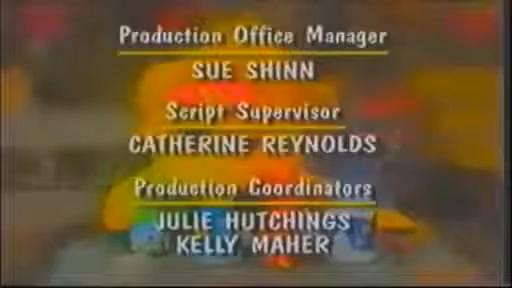 Production Office Manager
SUE SHINN
Script Supervisor
CATHERINE REYNOLDS
Production Coordinators
JULIE HUTCHINGS
KELLY MAHER